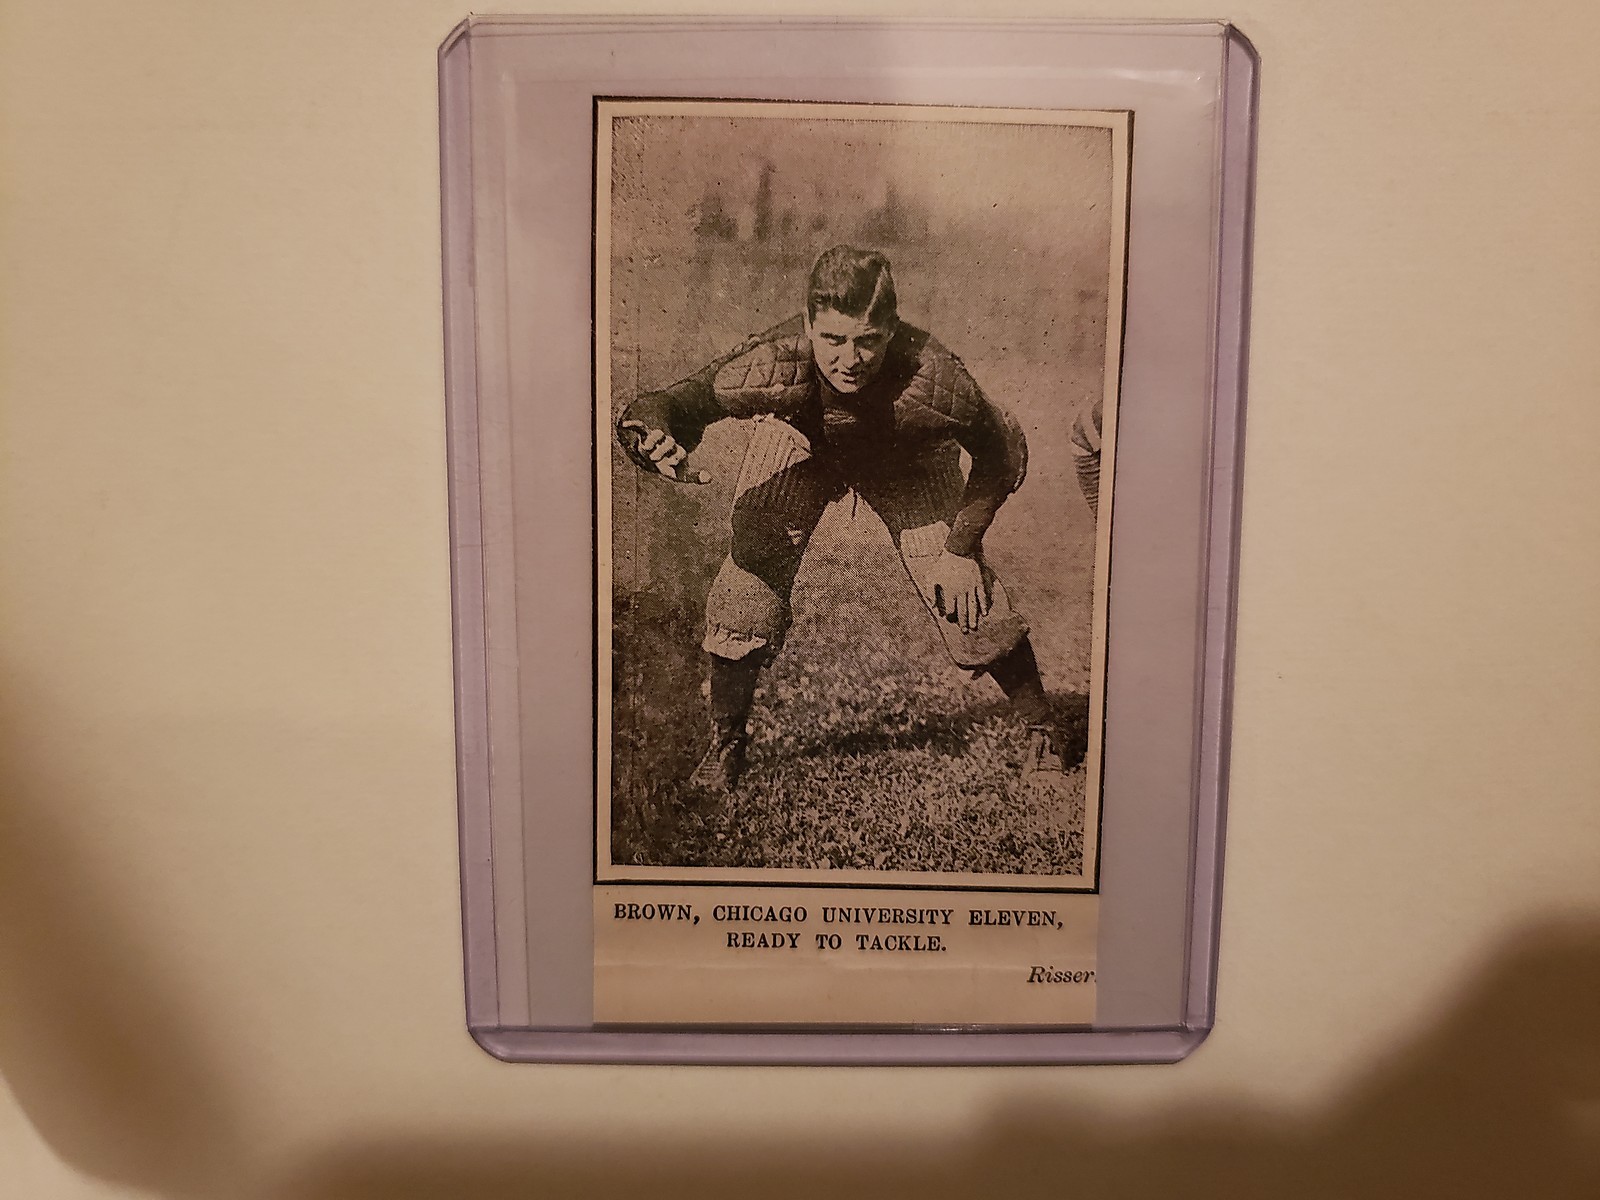 BROWN, CHICAGO UNIVERSITY ELEVEN,
READY TO TACKLE.
Risser.